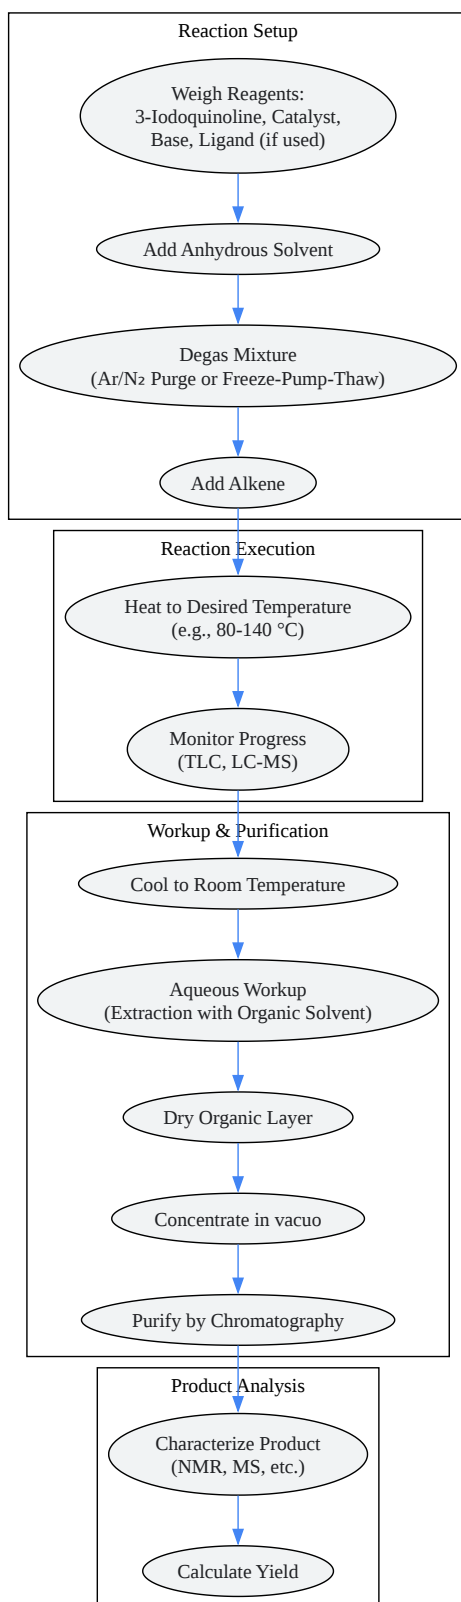 Reaction Setup
Weigh Reagents:
3-Iodoquinoline, Catalyst,
Base, Ligand (if used)
Add Anhydrous Solvent
Degas Mixture
(Ar/N₂ Purge or Freeze-Pump-Thaw)
Add Alkene
Reaction Execution
Heat to Desired Temperature
(e.g., 80-140 °C)
Monitor Progress
(TLC, LC-MS)
Workup & Purification
Cool to Room Temperature
Aqueous Workup
(Extraction with Organic Solvent)
Dry Organic Layer
Concentrate in vacuo
Purify by Chromatography
Product Analysis
Characterize Product
(NMR, MS, etc.)
Calculate Yield